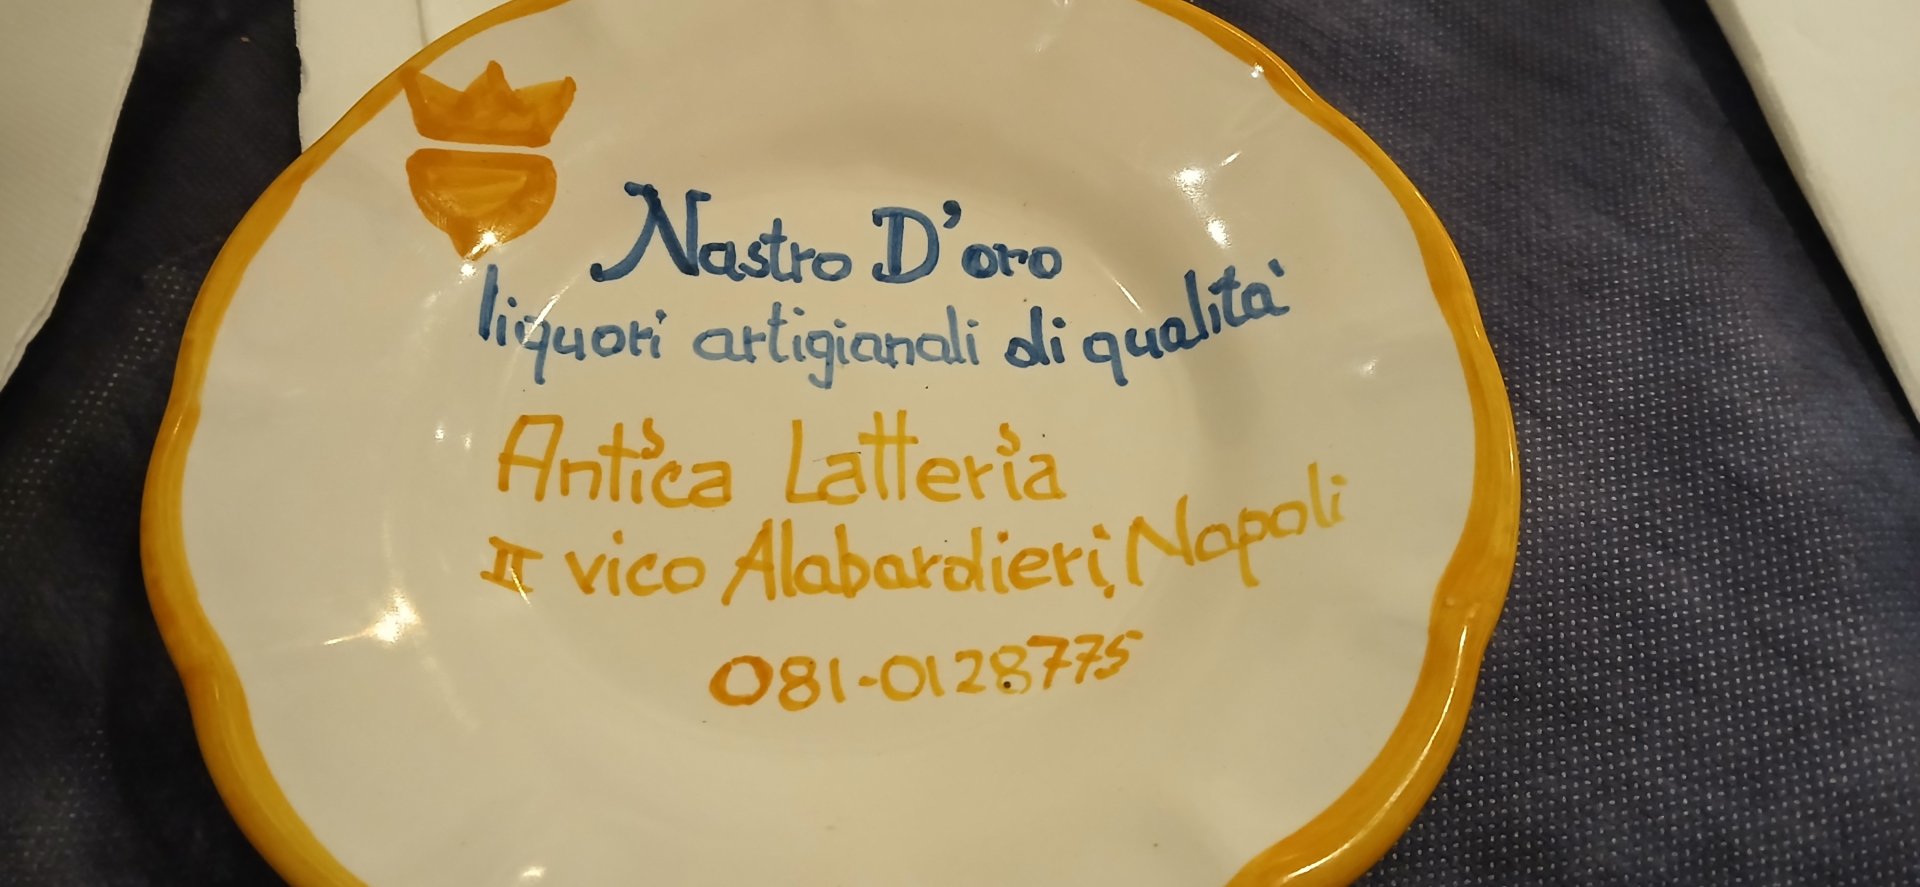 Nastro D'oro
liquori artigianali di qualità
Antica Latteria
II vico Alabardieri, Napoli
081-0128775